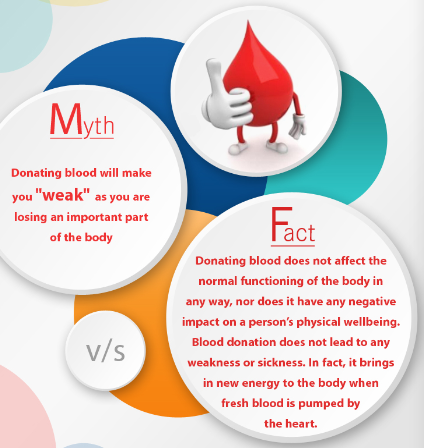 Myth
Donating blood will make
you "weak" as you are
losing an important part
of the body
v/s
Fact
Donating blood does not affect the
normal functioning of the body in
any way, nor does it have any negative
impact on a person's physical wellbeing.
Blood donation does not lead to any
weakness or sickness. In fact, it brings
in new energy to the body when
fresh blood is pumped by
the heart.